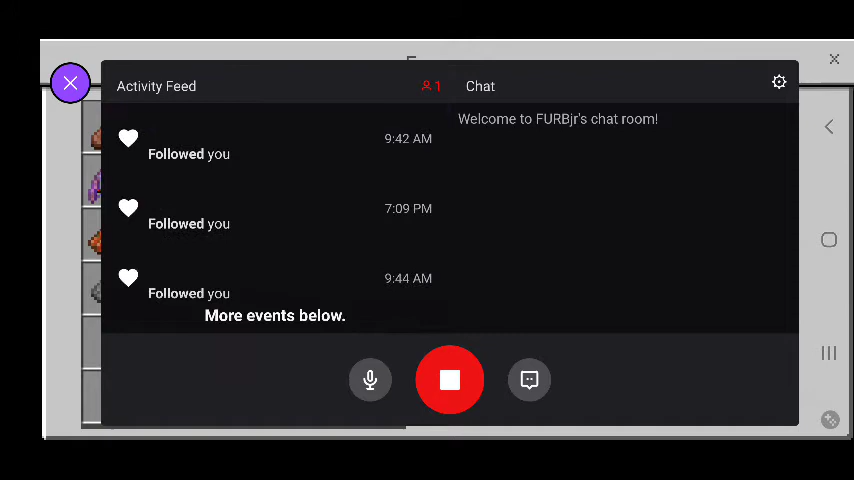 Activity Feed
1
Chat
Welcome to FURBjr's chat room!
9:42 AM
Followed you
7:09 PM
Followed you
9:44 AM
Followed you
More events below.